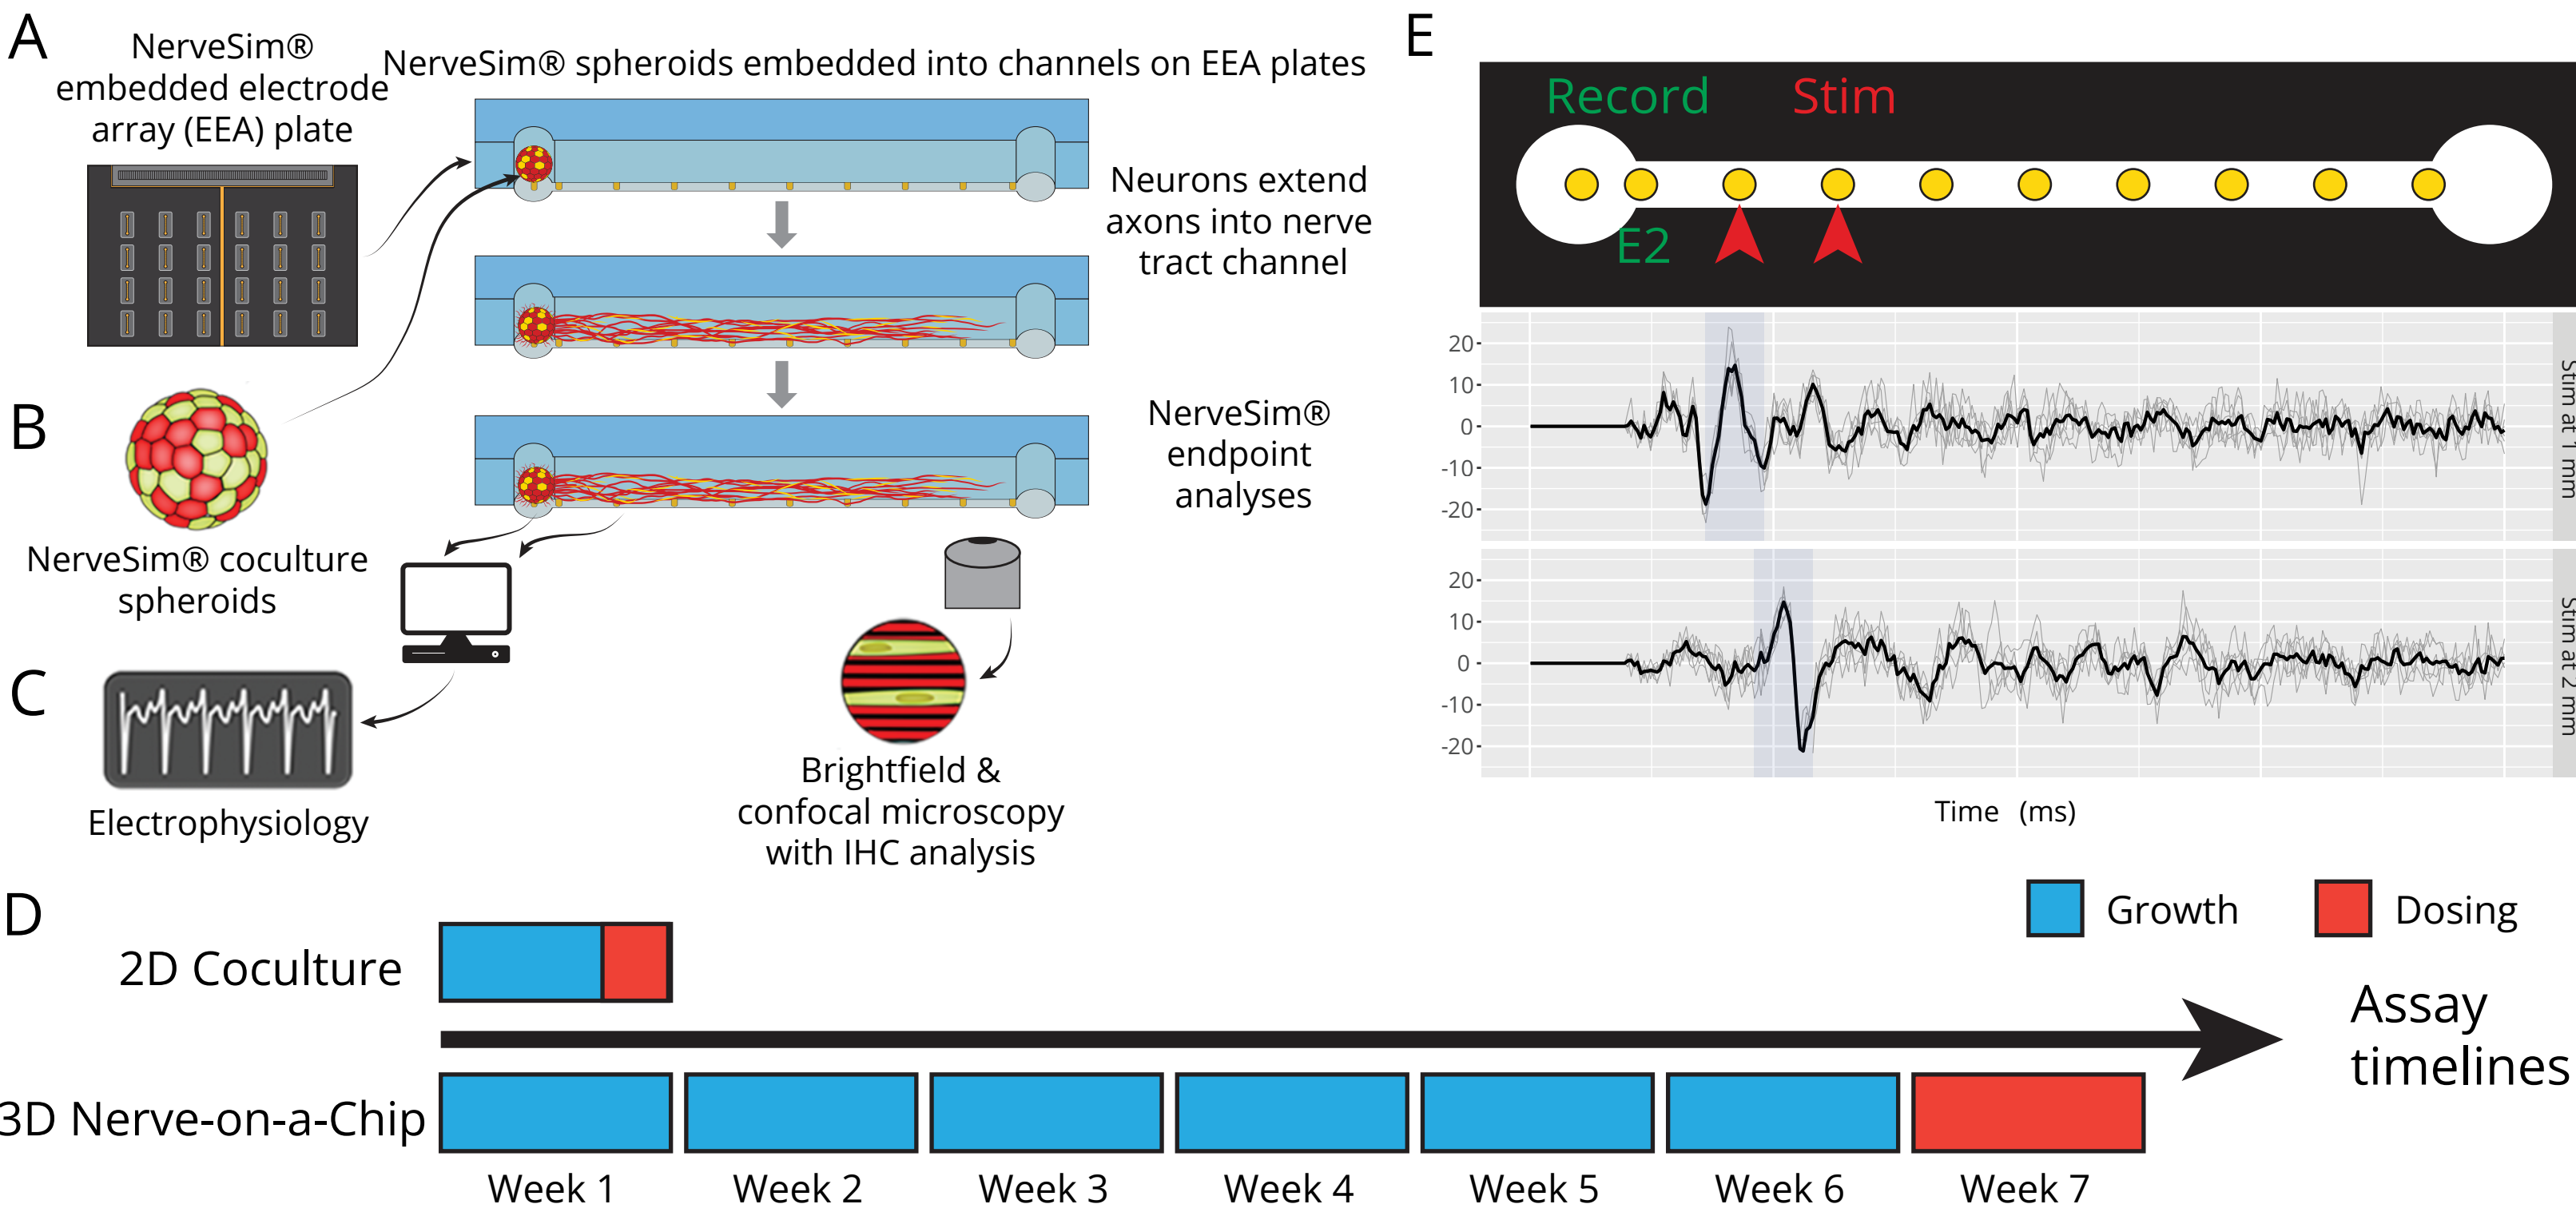 A
NerveSim®
embedded electrode
array (EEA) plate
NerveSim® spheroids embedded into channels on EEA plates
Neurons extend
axons into nerve
tract channel
B
NerveSim® coculture
spheroids
NerveSim®
endpoint
analyses
C
Electrophysiology
Brightfield &
confocal microscopy
with IHC analysis
D
2D Coculture
3D Nerve-on-a-Chip
Growth
Dosing
Assay
timelines
Week 1
Week 2
Week 3
Week 4
Week 5
Week 6
Week 7
E
Record
Stim
E2
20
10
0
-10
-20
Stim at 1 mm
20
10
0
-10
-20
Stim at 2 mm
Time (ms)